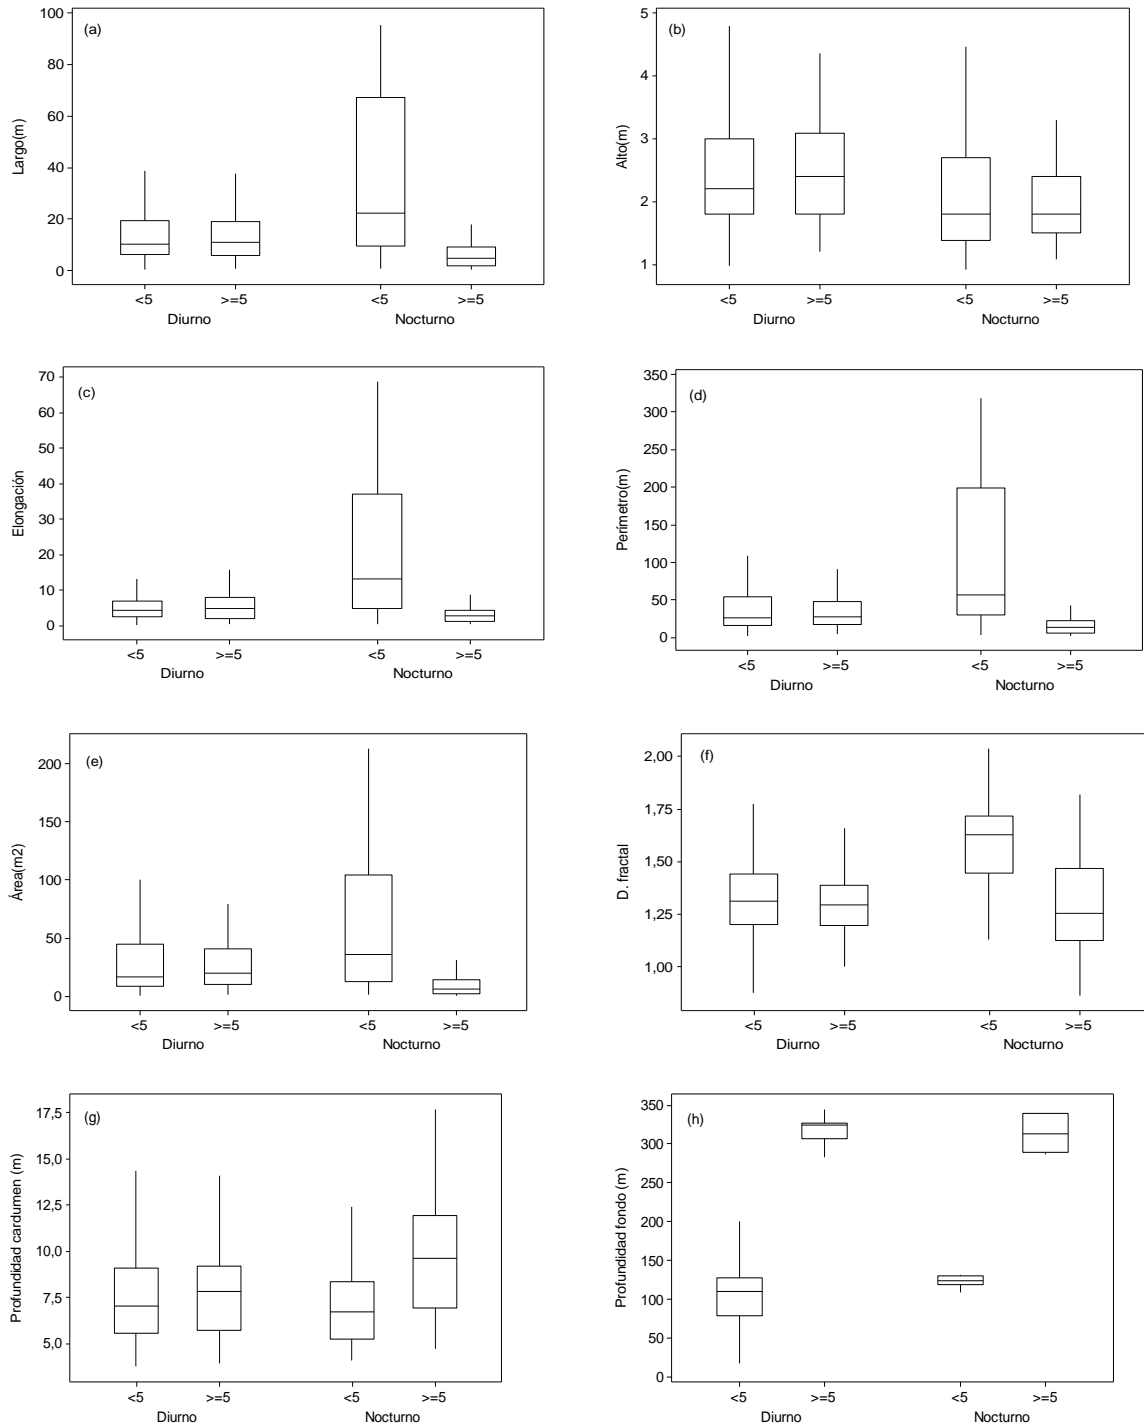 (a)
Largo(m)
100
80
60
40
20
0
<5 >=5 <5 >=5
Diurno Nocturno
(b)
Alto(m)
5
4
3
2
1
<5 >=5 <5 >=5
Diurno Nocturno
(c)
Elongación
70
60
50
40
30
20
10
0
<5 >=5 <5 >=5
Diurno Nocturno
(d)
Perímetro(m)
350
300
250
200
150
100
50
0
<5 >=5 <5 >=5
Diurno Nocturno
(e)
Área(m2)
200
150
100
50
0
<5 >=5 <5 >=5
Diurno Nocturno
(f)
D. fractal
2,00
1,75
1,50
1,25
1,00
<5 >=5 <5 >=5
Diurno Nocturno
(g)
Profundidad cardumen (m)
17,5
15,0
12,5
10,0
7,5
5,0
<5 >=5 <5 >=5
Diurno Nocturno
(h)
Profundidad fondo (m)
350
300
250
200
150
100
50
0
<5 >=5 <5 >=5
Diurno Nocturno